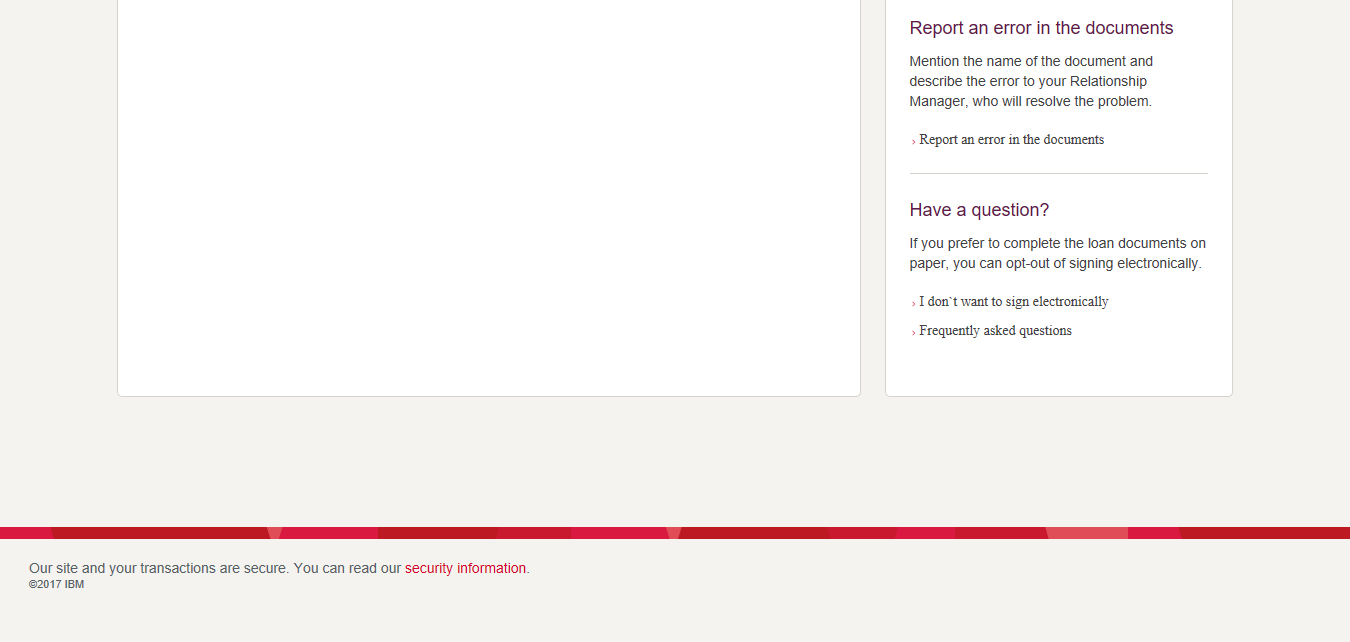 Report an error in the documents
Mention the name of the document and
describe the error to your Relationship
Manager, who will resolve the problem.
› Report an error in the documents
Have a question?
If you prefer to complete the loan documents on
paper, you can opt-out of signing electronically.
› I don`t want to sign electronically
› Frequently asked questions
Our site and your transactions are secure. You can read our security information.
©2017 IBM